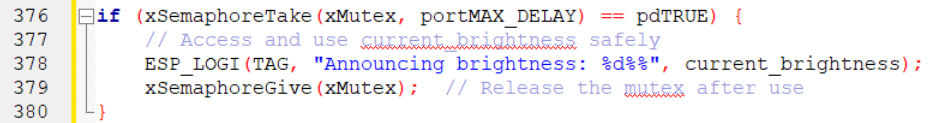 376 if (xSemaphoreTake(xMutex, portMAX_DELAY) == pdTRUE) {
377     // Access and use current_brightness safely
378     ESP_LOGI(TAG, "Announcing brightness: %d%%", current_brightness);
379     xSemaphoreGive(xMutex);  // Release the mutex after use
380 }